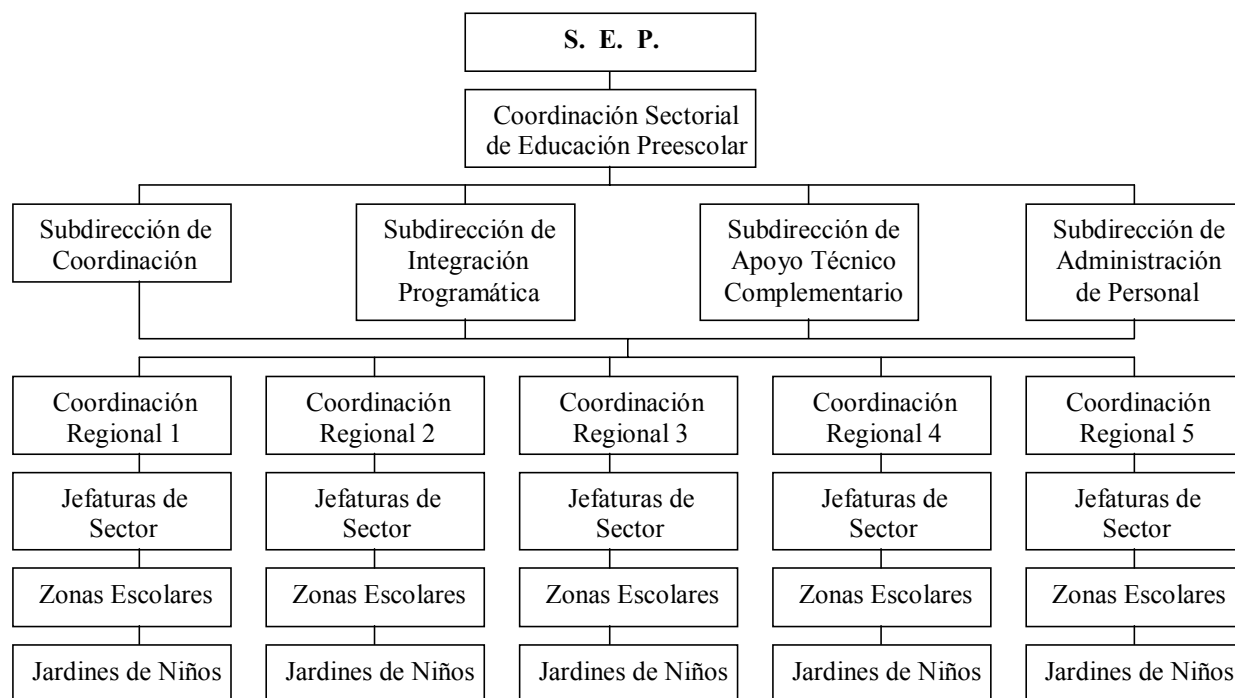 S. E. P.
Coordinación Sectorial
de Educación Preescolar
Subdirección de
Coordinación
Subdirección de
Integración
Programática
Subdirección de
Apoyo Técnico
Complementario
Subdirección de
Administración
de Personal
Coordinación
Regional 1
Coordinación
Regional 2
Coordinación
Regional 3
Coordinación
Regional 4
Coordinación
Regional 5
Jefaturas de
Sector
Jefaturas de
Sector
Jefaturas de
Sector
Jefaturas de
Sector
Jefaturas de
Sector
Zonas Escolares
Zonas Escolares
Zonas Escolares
Zonas Escolares
Zonas Escolares
Jardines de Niños
Jardines de Niños
Jardines de Niños
Jardines de Niños
Jardines de Niños